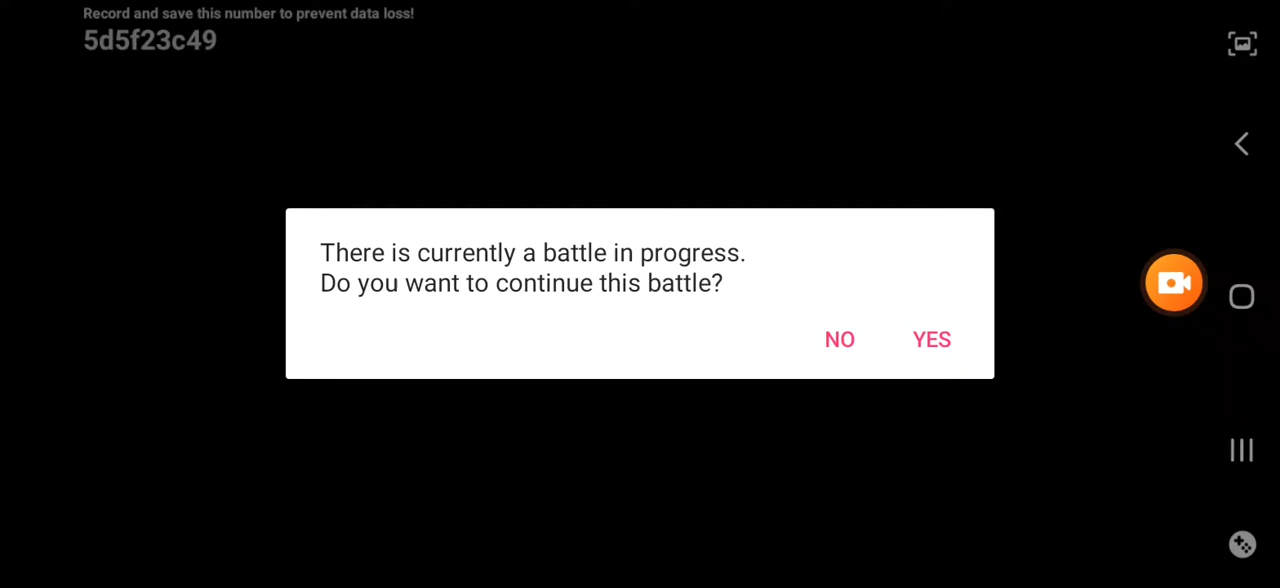 Record and save this number to prevent data loss!
5d5f23c49
There is currently a battle in progress.
Do you want to continue this battle?
NO YES